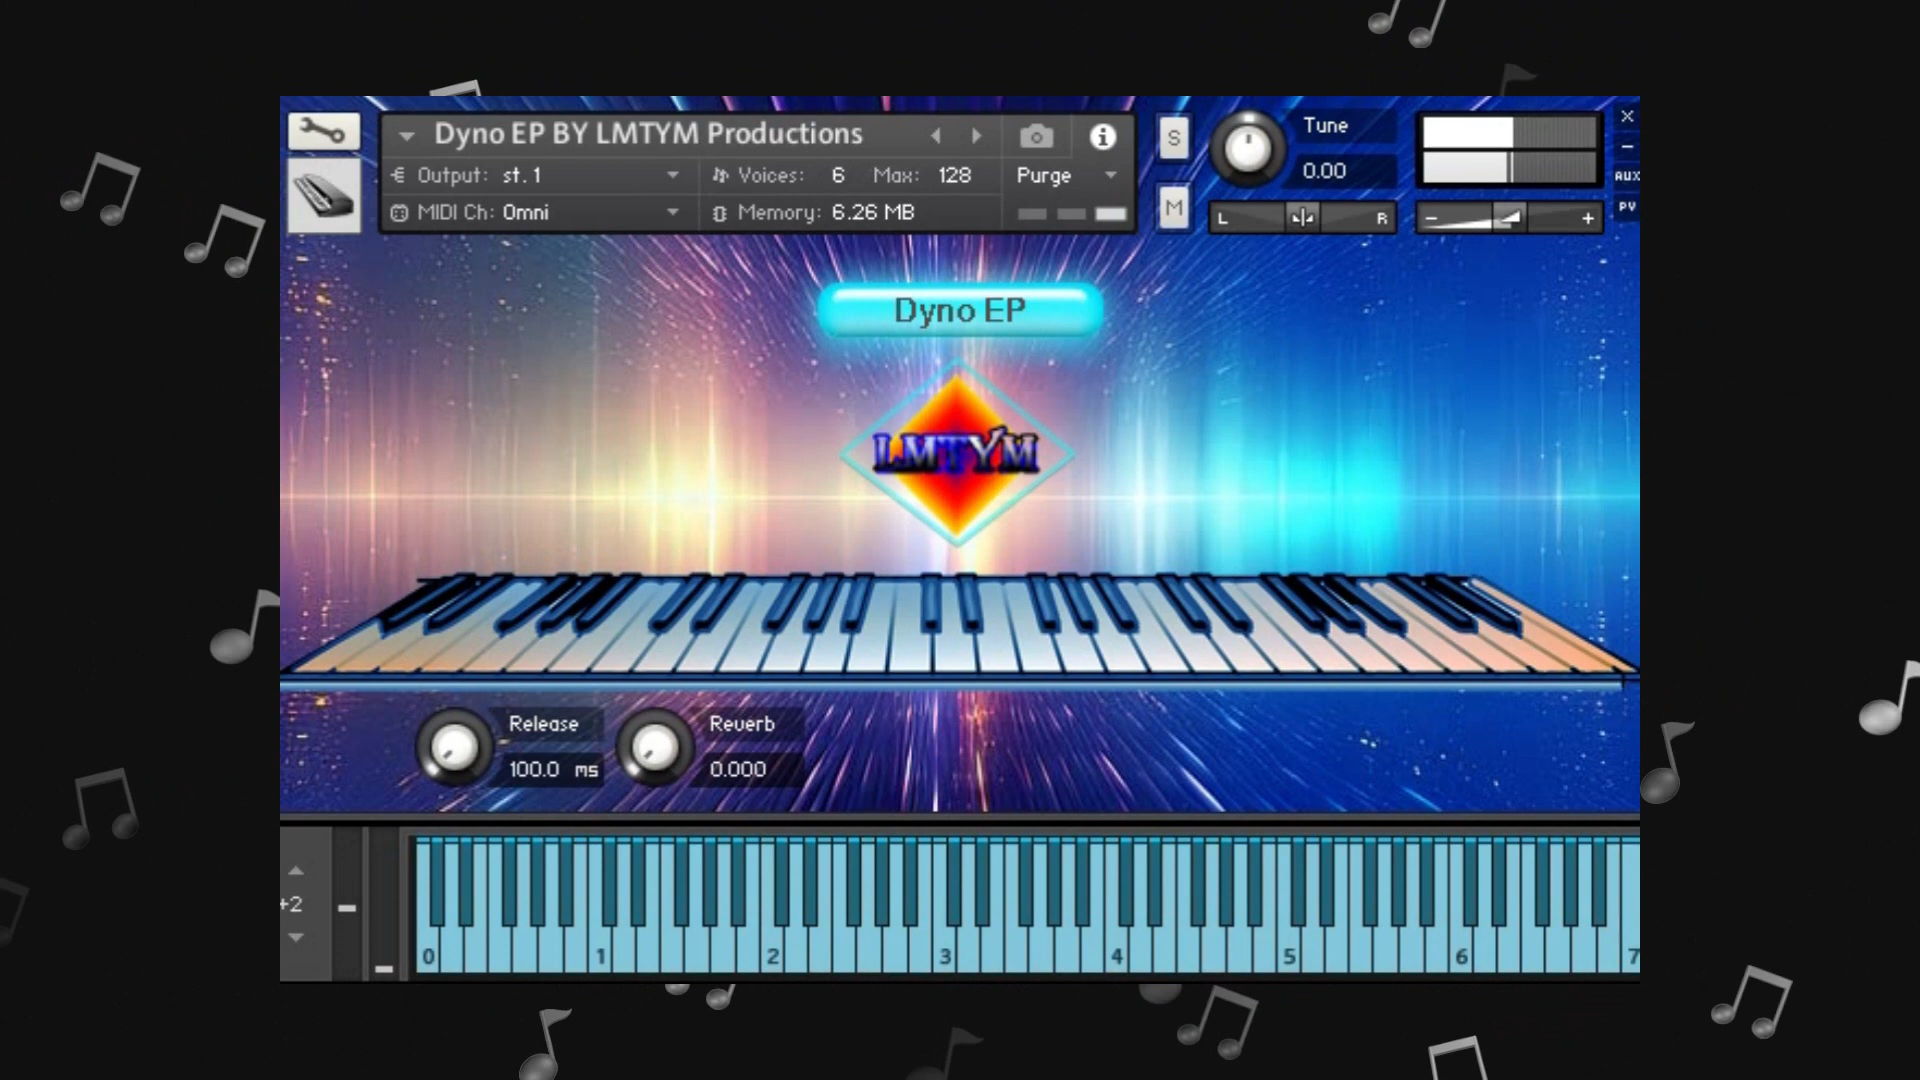 Dyno EP BY LMTYM Productions
Output: st. 1
Voices: 6 Max: 128
Purge
MIDI Ch: Omni
Memory: 6.26 MB
S
M
Tune
0.00
L R
- +
X
-
AUX
PV
Dyno EP
LMTYM
Release
100.0 ms
Reverb
0.000
+2
0 1 2 3 4 5 6 7